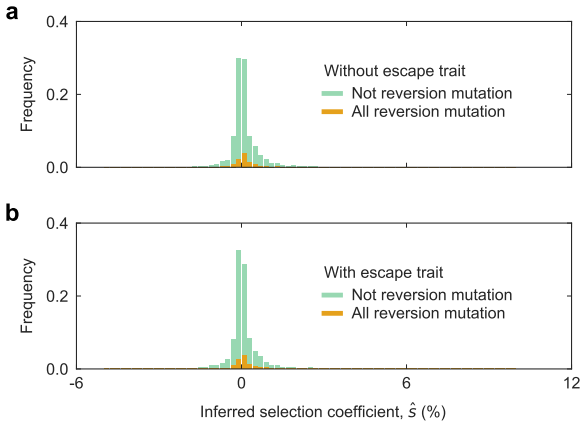 a
0.4
0.2
0.0
Frequency
Without escape trait
Not reversion mutation
All reversion mutation
b
0.4
0.2
0.0
Frequency
With escape trait
Not reversion mutation
All reversion mutation
-6
0
6
12
Inferred selection coefficient, ŝ (%)